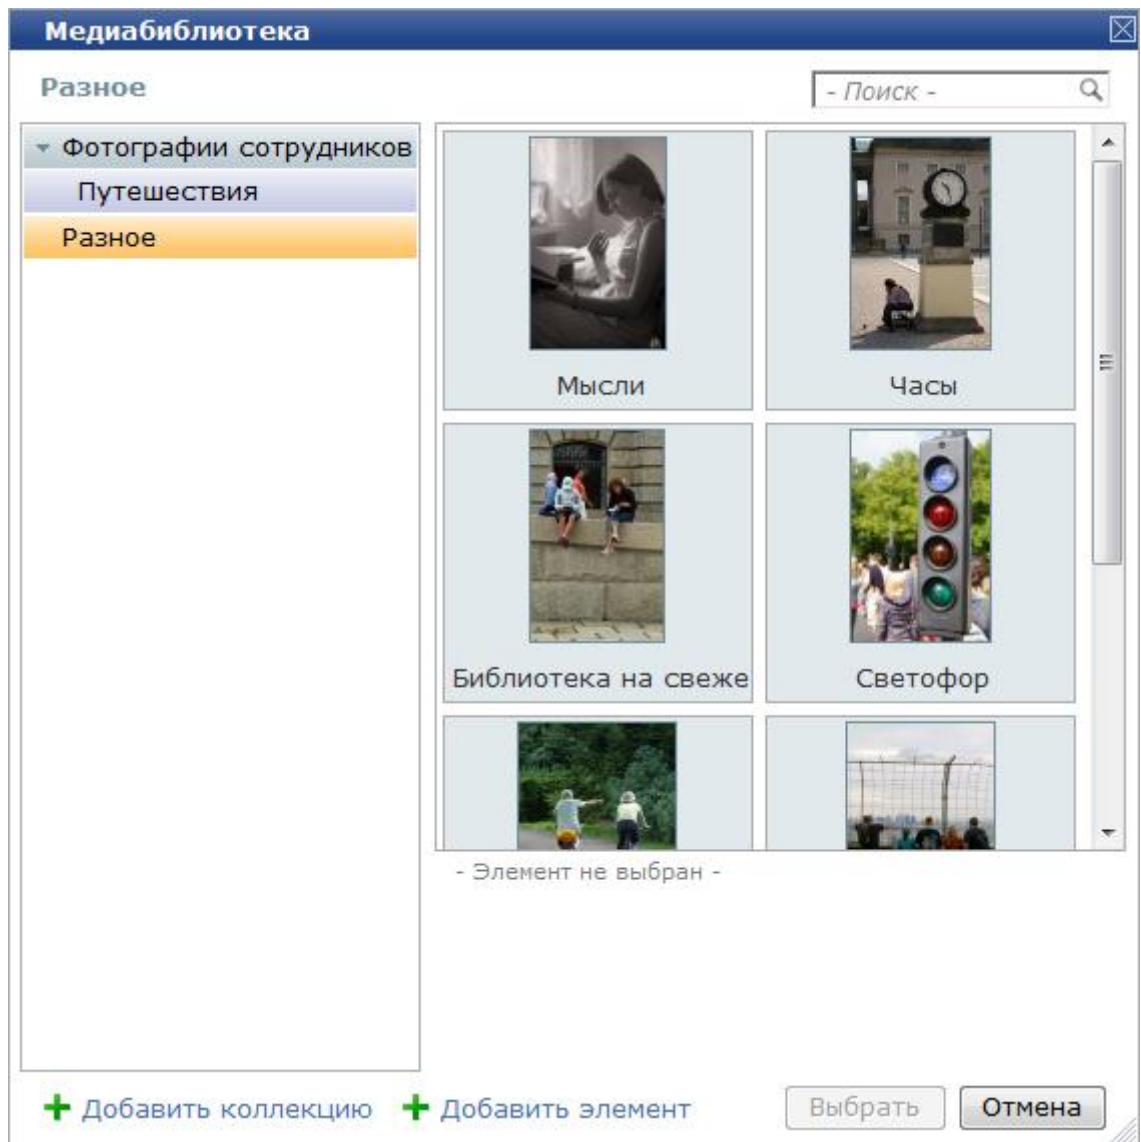 Медиабиблиотека
Разное
- Поиск -
Фотографии сотрудников
Путешествия
Разное
Мысли
Часы
Библиотека на свеже
Светофор
- Элемент не выбран -
Добавить коллекцию
Добавить элемент
Выбрать
Отмена